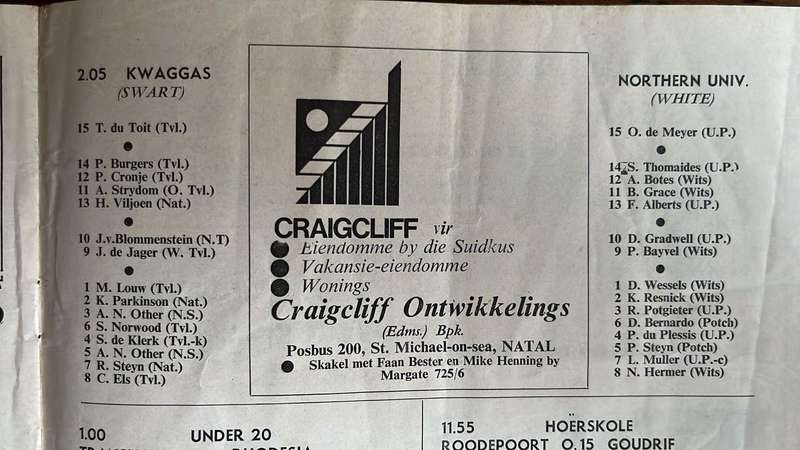 2.05 KWAGGAS
(SWART)
15 T. du Toit (Tvl.)
14 P. Burgers (Tvl.)
12 P. Cronje (Tvl.)
11 A. Strydom (O. Tvl.)
13 H. Viljoen (Nat.)
10 J.v.Blommenstein (N.T)
9 J. de Jager (W. Tvl.)
1 M. Louw (Tvl.)
2 K. Parkinson (Nat.)
3 A. N. Other (N.S.)
6 S. Norwood (Tvl.)
4 S. de Klerk (Tvl.-k)
5 A. N. Other (N.S.)
7 R. Steyn (Nat.)
8 C. Els (Tvl.)
CRAIGCLIFF vir
Eiendomme by die Suidkus
Vakansie-eiendomme
Wonings
Craigcliff Ontwikkelings
(Edms.) Bpk.
Posbus 200, St. Michael-on-sea, NATAL
Skakel met Faan Bester en Mike Henning by
Margate 725/6
NORTHERN UNIV.
(WHITE)
15 O. de Meyer (U.P.)
14 S. Thomaides (U.P.)
12 A. Botes (Wits)
11 B. Grace (Wits)
13 F. Alberts (U.P.)
10 D. Gradwell (U.P.)
9 P. Bayvel (Wits)
1 D. Wessels (Wits)
2 K. Resnick (Wits)
3 R. Potgieter (U.P.)
6 D. Bernardo (Potch)
4 P. du Plessis (U.P.)
5 P. Steyn (Potch)
7 L. Muller (U.P.-c)
8 N. Hermer (Wits)
1.00 UNDER 20
11.55 HOËRSKOLE
ROODEPOORT O.15 GOUDRIF